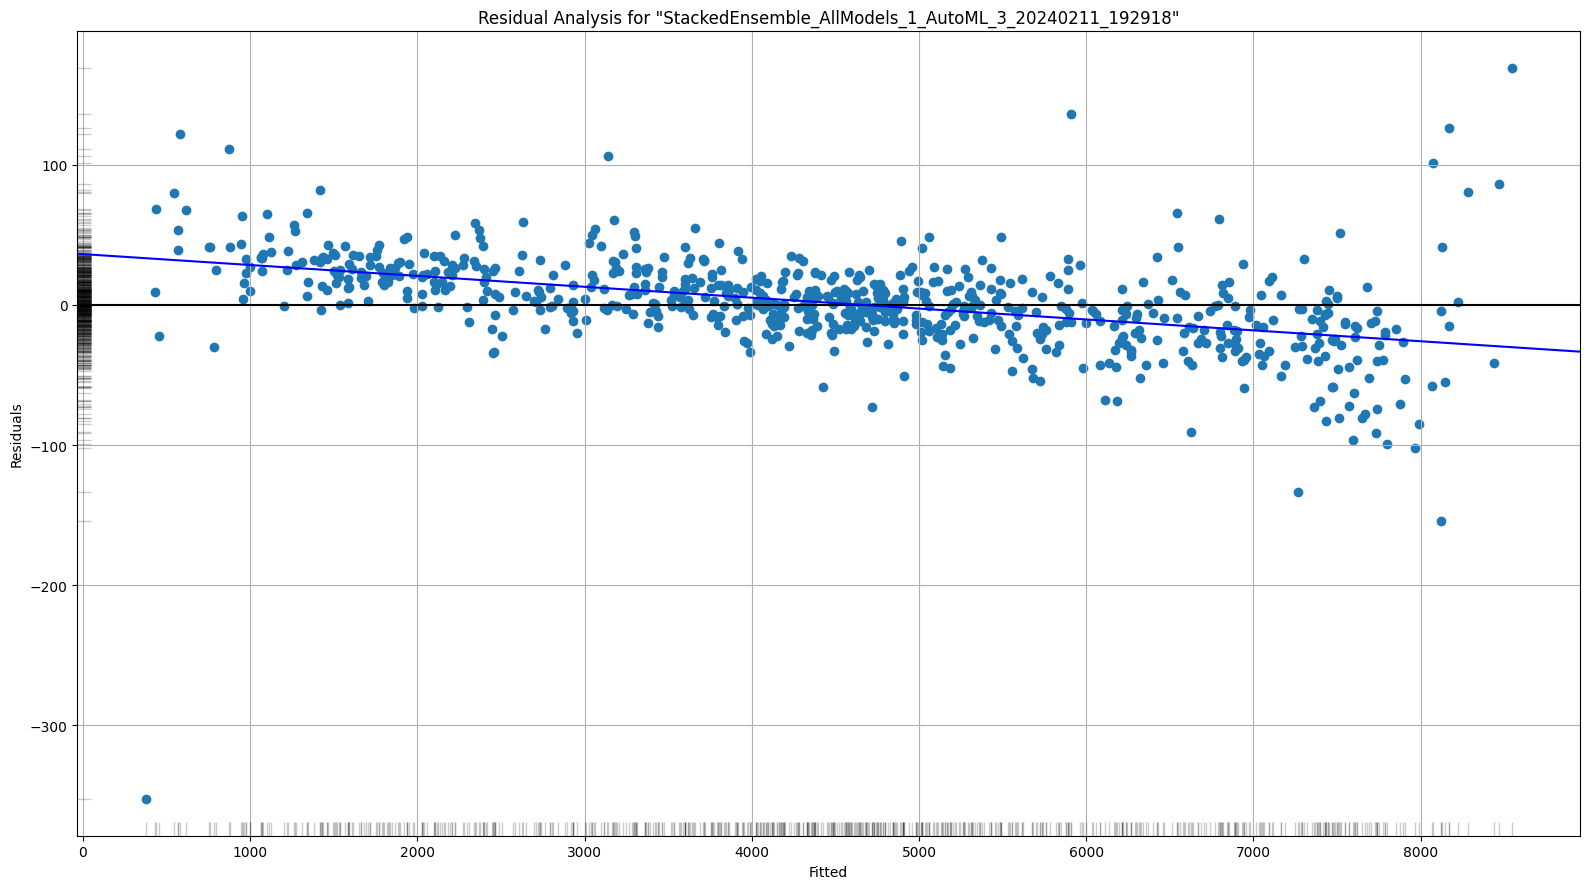 Residual Analysis for "StackedEnsemble_AllModels_1_AutoML_3_20240211_192918"
100
0
−100
−200
−300
Residuals
0 1000 2000 3000 4000 5000 6000 7000 8000
Fitted